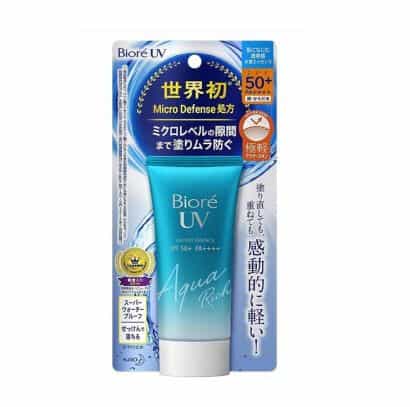 Bioré UV
世界初
Micro Defense 処方
ミクロレベルの隙間
まで塗りムラ防ぐ
50+
極軽
塗り直しても、
重ねても、
感動的に軽い！
Bioré
UV
SPF 50+ PA++++
Aqua
Rich
スーパー
ウォーター
プルーフ
せっけんで
落ちる